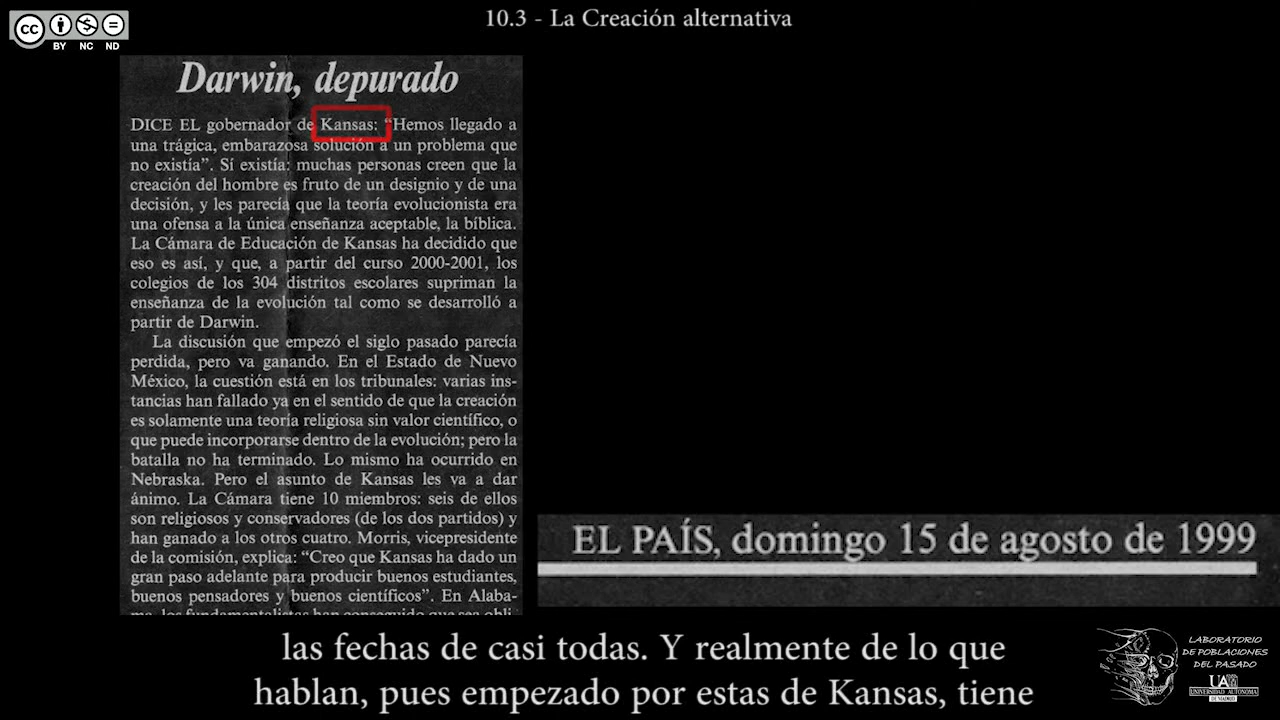 10.3 - La Creación alternativa
cc
BY NC ND
Darwin, depurado
DICE EL gobernador de Kansas: “Hemos llegado a
una trágica, embarazosa solución a un problema que
no existía”. Sí existía: muchas personas creen que la
creación del hombre es fruto de un designio y de una
decisión, y les parecía que la teoría evolucionista era
una ofensa a la única enseñanza aceptable, la bíblica.
La Cámara de Educación de Kansas ha decidido que
eso es así, y que, a partir del curso 2000-2001, los
colegios de los 304 distritos escolares supriman la
enseñanza de la evolución tal como se desarrolló a
partir de Darwin.
La discusión que empezó el siglo pasado parecía
perdida, pero va ganando. En el Estado de Nuevo
México, la cuestión está en los tribunales: varias ins-
tancias han fallado ya en el sentido de que la creación
es solamente una teoría religiosa sin valor científico, o
que puede incorporarse dentro de la evolución; pero la
batalla no ha terminado. Lo mismo ha ocurrido en
Nebraska. Pero el asunto de Kansas les va a dar
ánimo. La Cámara tiene 10 miembros: seis de ellos
son religiosos y conservadores (de los dos partidos) y
han ganado a los otros cuatro. Morris, vicepresidente
de la comisión, explica: “Creo que Kansas ha dado un
gran paso adelante para producir buenos estudiantes,
buenos pensadores y buenos científicos”. En Alaba-
EL PAÍS, domingo 15 de agosto de 1999
las fechas de casi todas. Y realmente de lo que
hablan, pues empezado por estas de Kansas, tiene
LABORATORIO
DE POBLACIONES
DEL PASADO
UA
UNIVERSIDAD AUTONOMA
DE MADRID